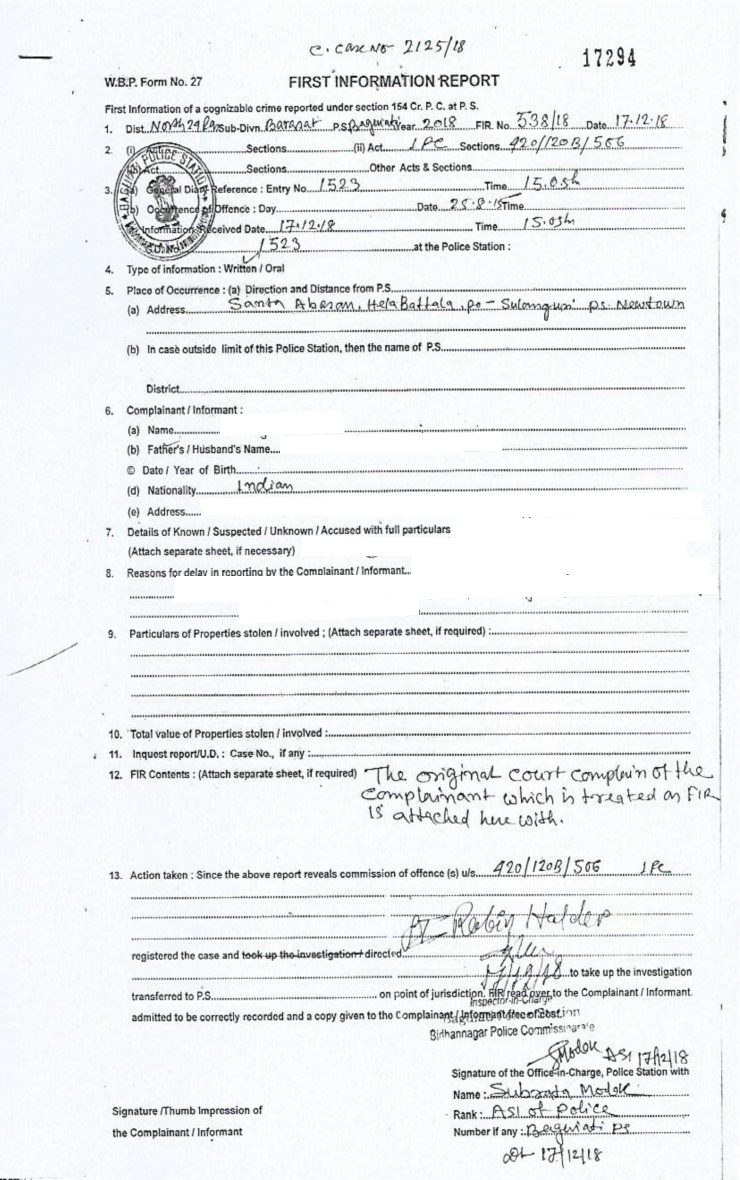 C. Case No 2125/18
17294
W.B.P. Form No. 27
FIRST INFORMATION REPORT
First Information of a cognizable crime reported under section 154 Cr. P. C. at P. S.
1. Dist. North 24 Pgs Sub-Divn. Barasat P.S. Baguiati Year 2018 FIR. No. 538/18 Date 17.12.18
2. (i) Sections (ii) Act IPC Sections 420/120B/506
Act Sections Other Acts & Sections
3. (a) General Diary Reference : Entry No. 1523 Time 15.05h
(b) Occurrence of Offence : Day Date 25.8.15 Time
Information Received Date 17.12.18 Time 15.05h
G.D. No. 1523 at the Police Station :
4. Type of information : Written / Oral
5. Place of Occurrence : (a) Direction and Distance from P.S.
(a) Address Santa Abesan, HelaBattala, po - Sulanguri ps. Newtown
(b) In case outside limit of this Police Station, then the name of P.S.
District
6. Complainant / Informant :
(a) Name
(b) Father's / Husband's Name
© Date / Year of Birth
(d) Nationality Indian
(e) Address
7. Details of Known / Suspected / Unknown / Accused with full particulars
(Attach separate sheet, if necessary)
8. Reasons for delay in reporting by the Complainant / Informant
9. Particulars of Properties stolen / involved ; (Attach separate sheet, if required) :
10. Total value of Properties stolen / involved :
11. Inquest report/U.D. : Case No., if any :
12. FIR Contents : (Attach separate sheet, if required) The original court complain of the
complainant which is treated as FIR
is attached here with.
13. Action taken : Since the above report reveals commission of offence (s) u/s 420/120B/506 IPC
Robin Halder
registered the case and took up the investigation directed
17/12/18 to take up the investigation
transferred to P.S. on point of jurisdiction. FIR read over to the Complainant / Informant.
Inspector-in-Charge
admitted to be correctly recorded and a copy given to the Complainant / Informant free of cost
Baguiati Police Station
Bidhannagar Police Commissionerate
SModok ASI 17/12/18
Signature of the Office-in-Charge, Police Station with
Name : Subrata Modok
Signature /Thumb Impression of
Rank : ASI of Police
the Complainant / Informant
Number if any : Baguiati PS
Dt 17/12/18